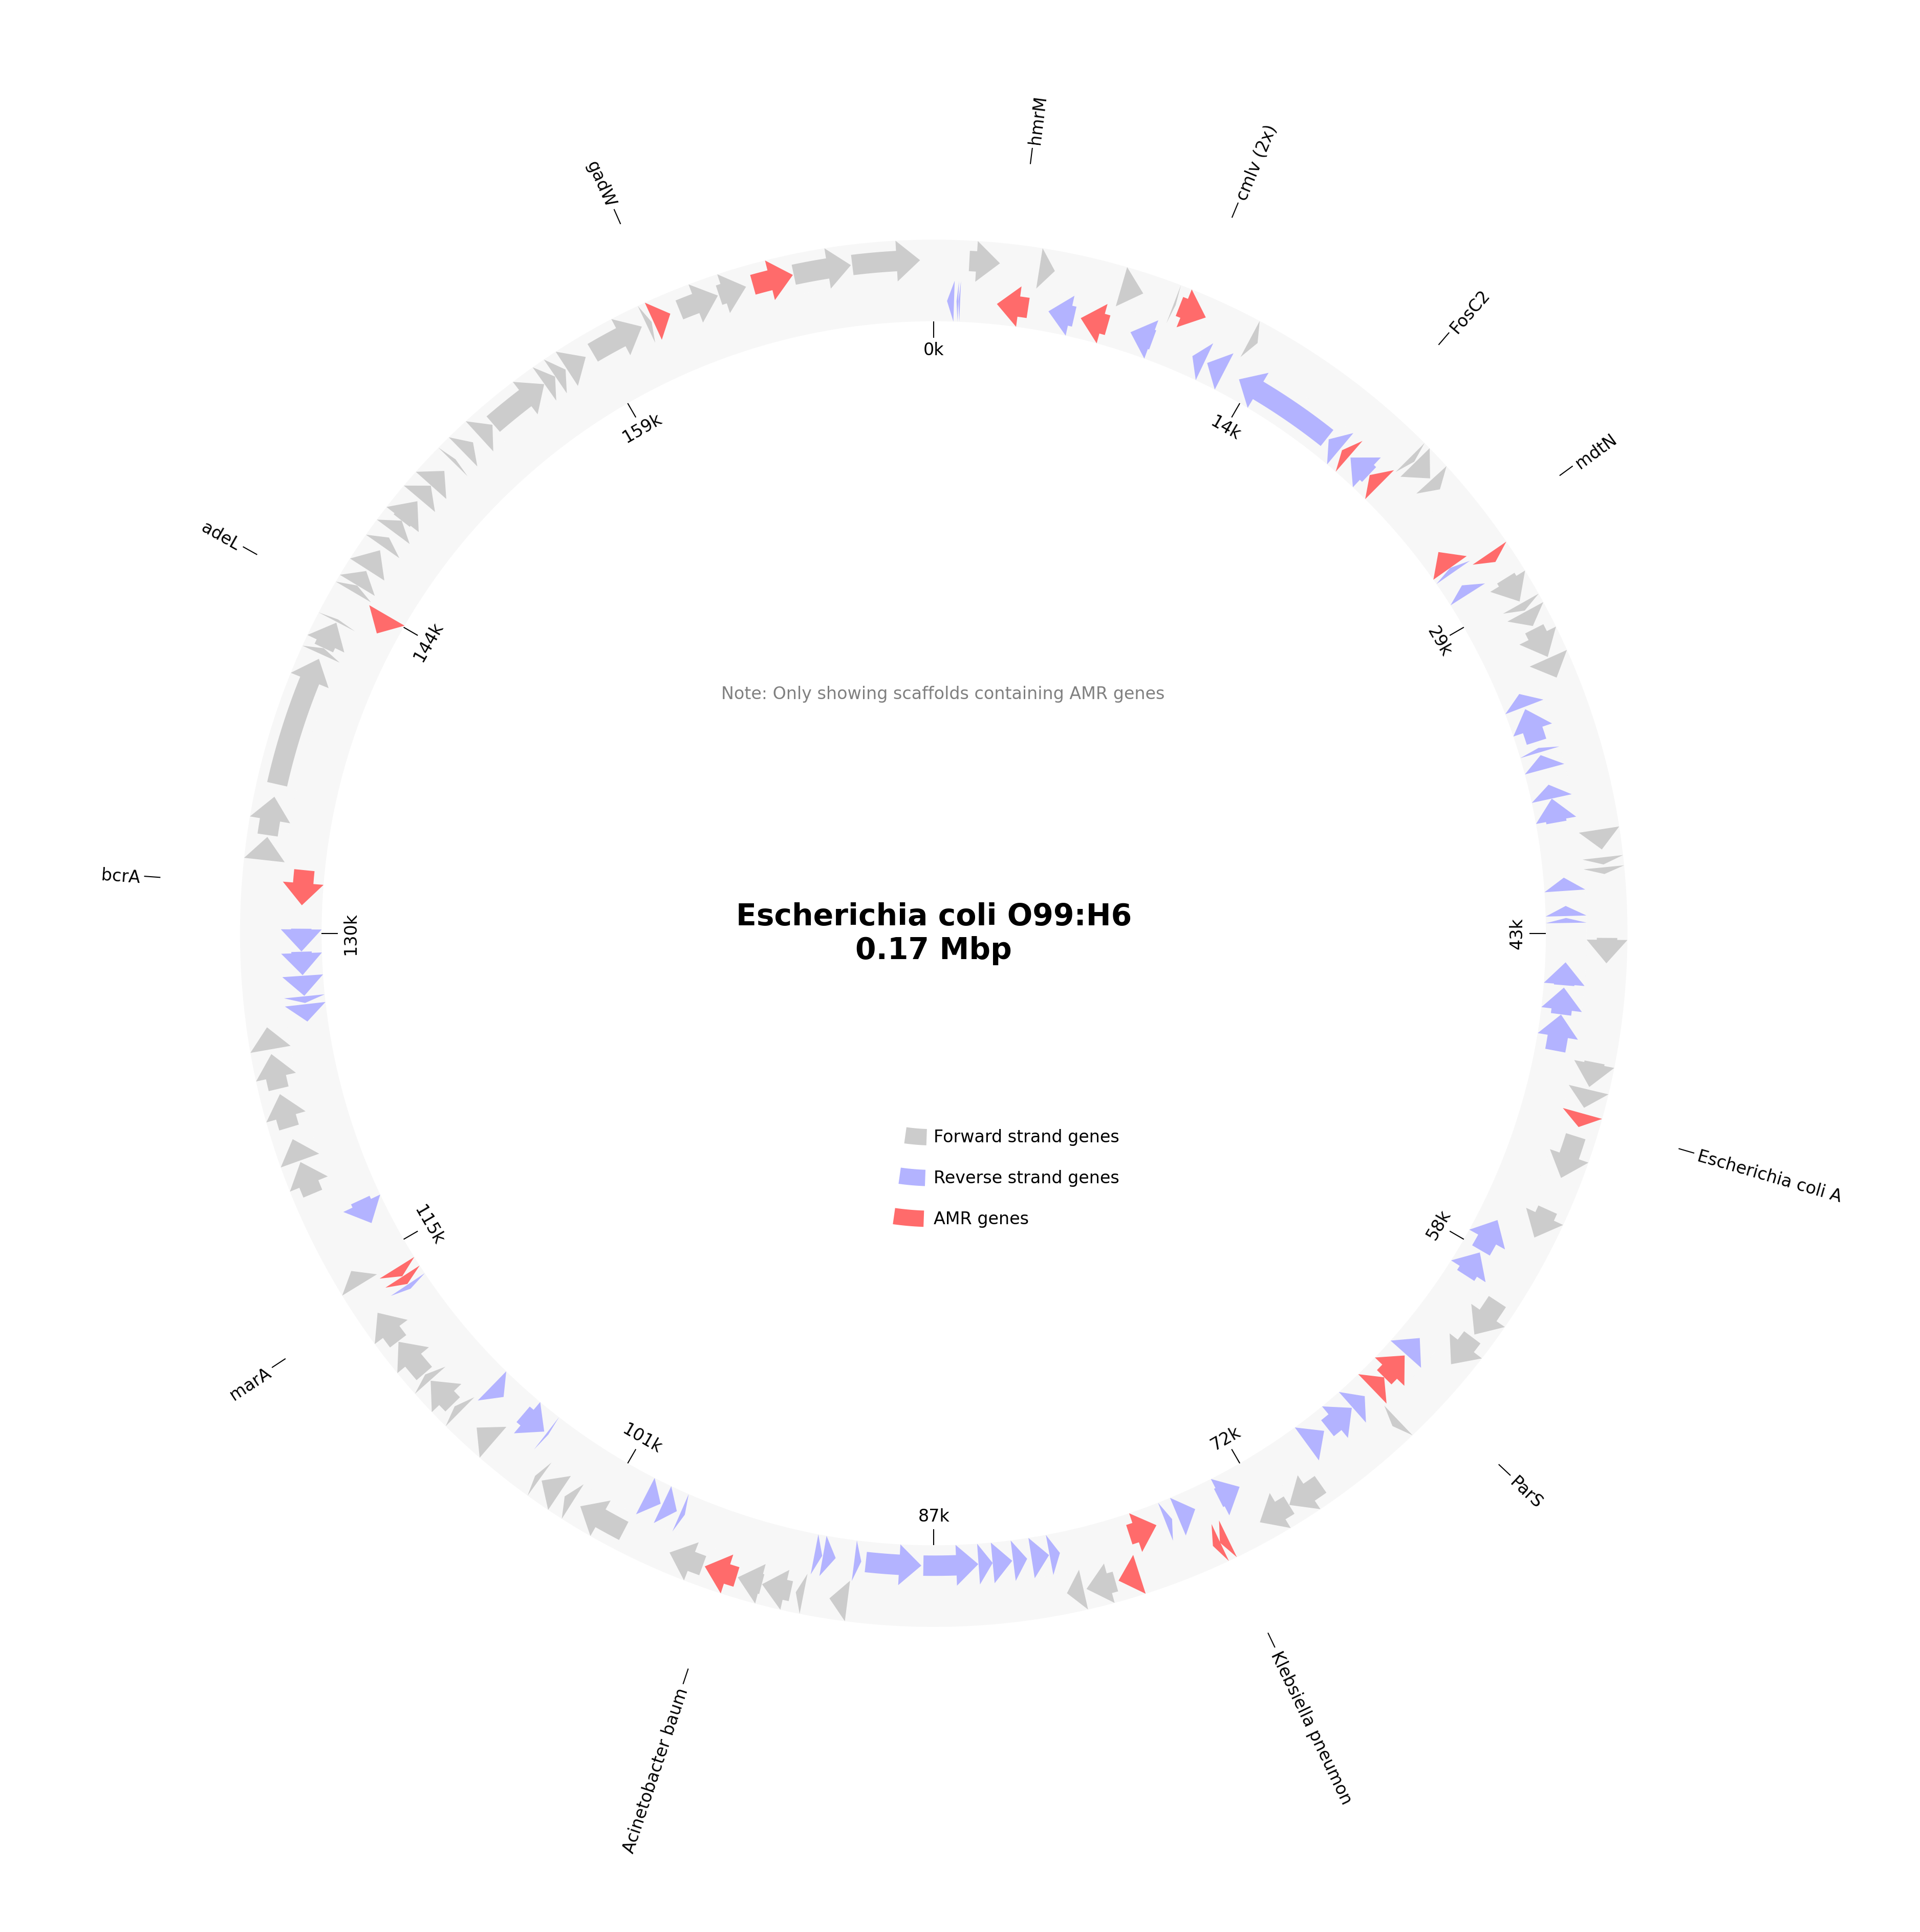 hmrM
cmlv (2x)
gadW
FosC2
0k
159k
14k
mdtN
adeL
144k
29k
Note: Only showing scaffolds containing AMR genes
bcrA
Escherichia coli O99:H6
0.17 Mbp
130k
43k
Forward strand genes
Reverse strand genes
AMR genes
Escherichia coli A
115k
58k
marA
101k
72k
ParS
87k
Klebsiella pneumon
Acinetobacter baum